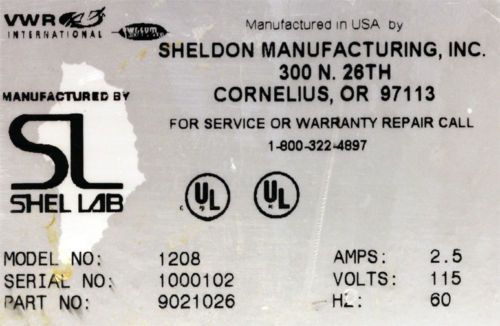 VWR
INTERNATIONAL
Manufactured in USA by
SHELDON MANUFACTURING, INC.
300 N. 26TH
CORNELIUS, OR 97113
MANUFACTURED BY
SL
SHEL LAB
FOR SERVICE OR WARRANTY REPAIR CALL
1-800-322-4897
UL
UL
MODEL NO: 1208
SERIAL NO: 1000102
PART NO: 9021026
AMPS: 2.5
VOLTS: 115
HZ: 60